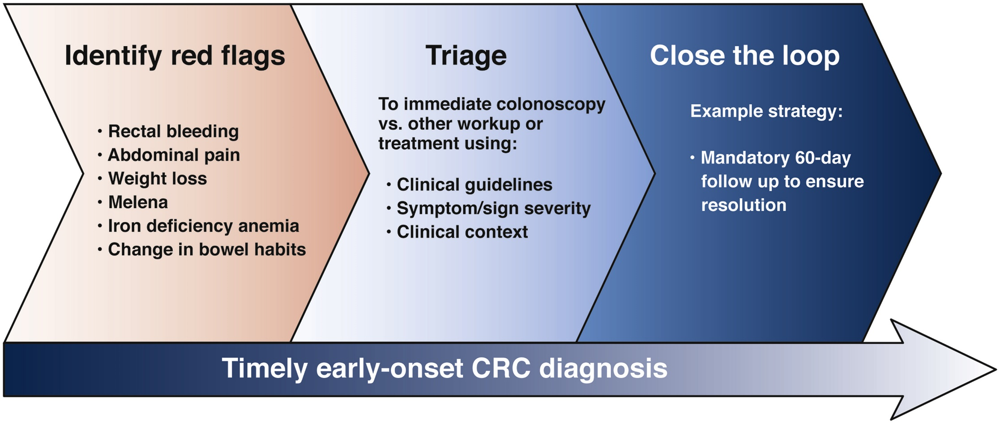 Identify red flags
• Rectal bleeding
• Abdominal pain
• Weight loss
• Melena
• Iron deficiency anemia
• Change in bowel habits
Triage
To immediate colonoscopy
vs. other workup or
treatment using:
• Clinical guidelines
• Symptom/sign severity
• Clinical context
Close the loop
Example strategy:
• Mandatory 60-day
follow up to ensure
resolution
Timely early-onset CRC diagnosis